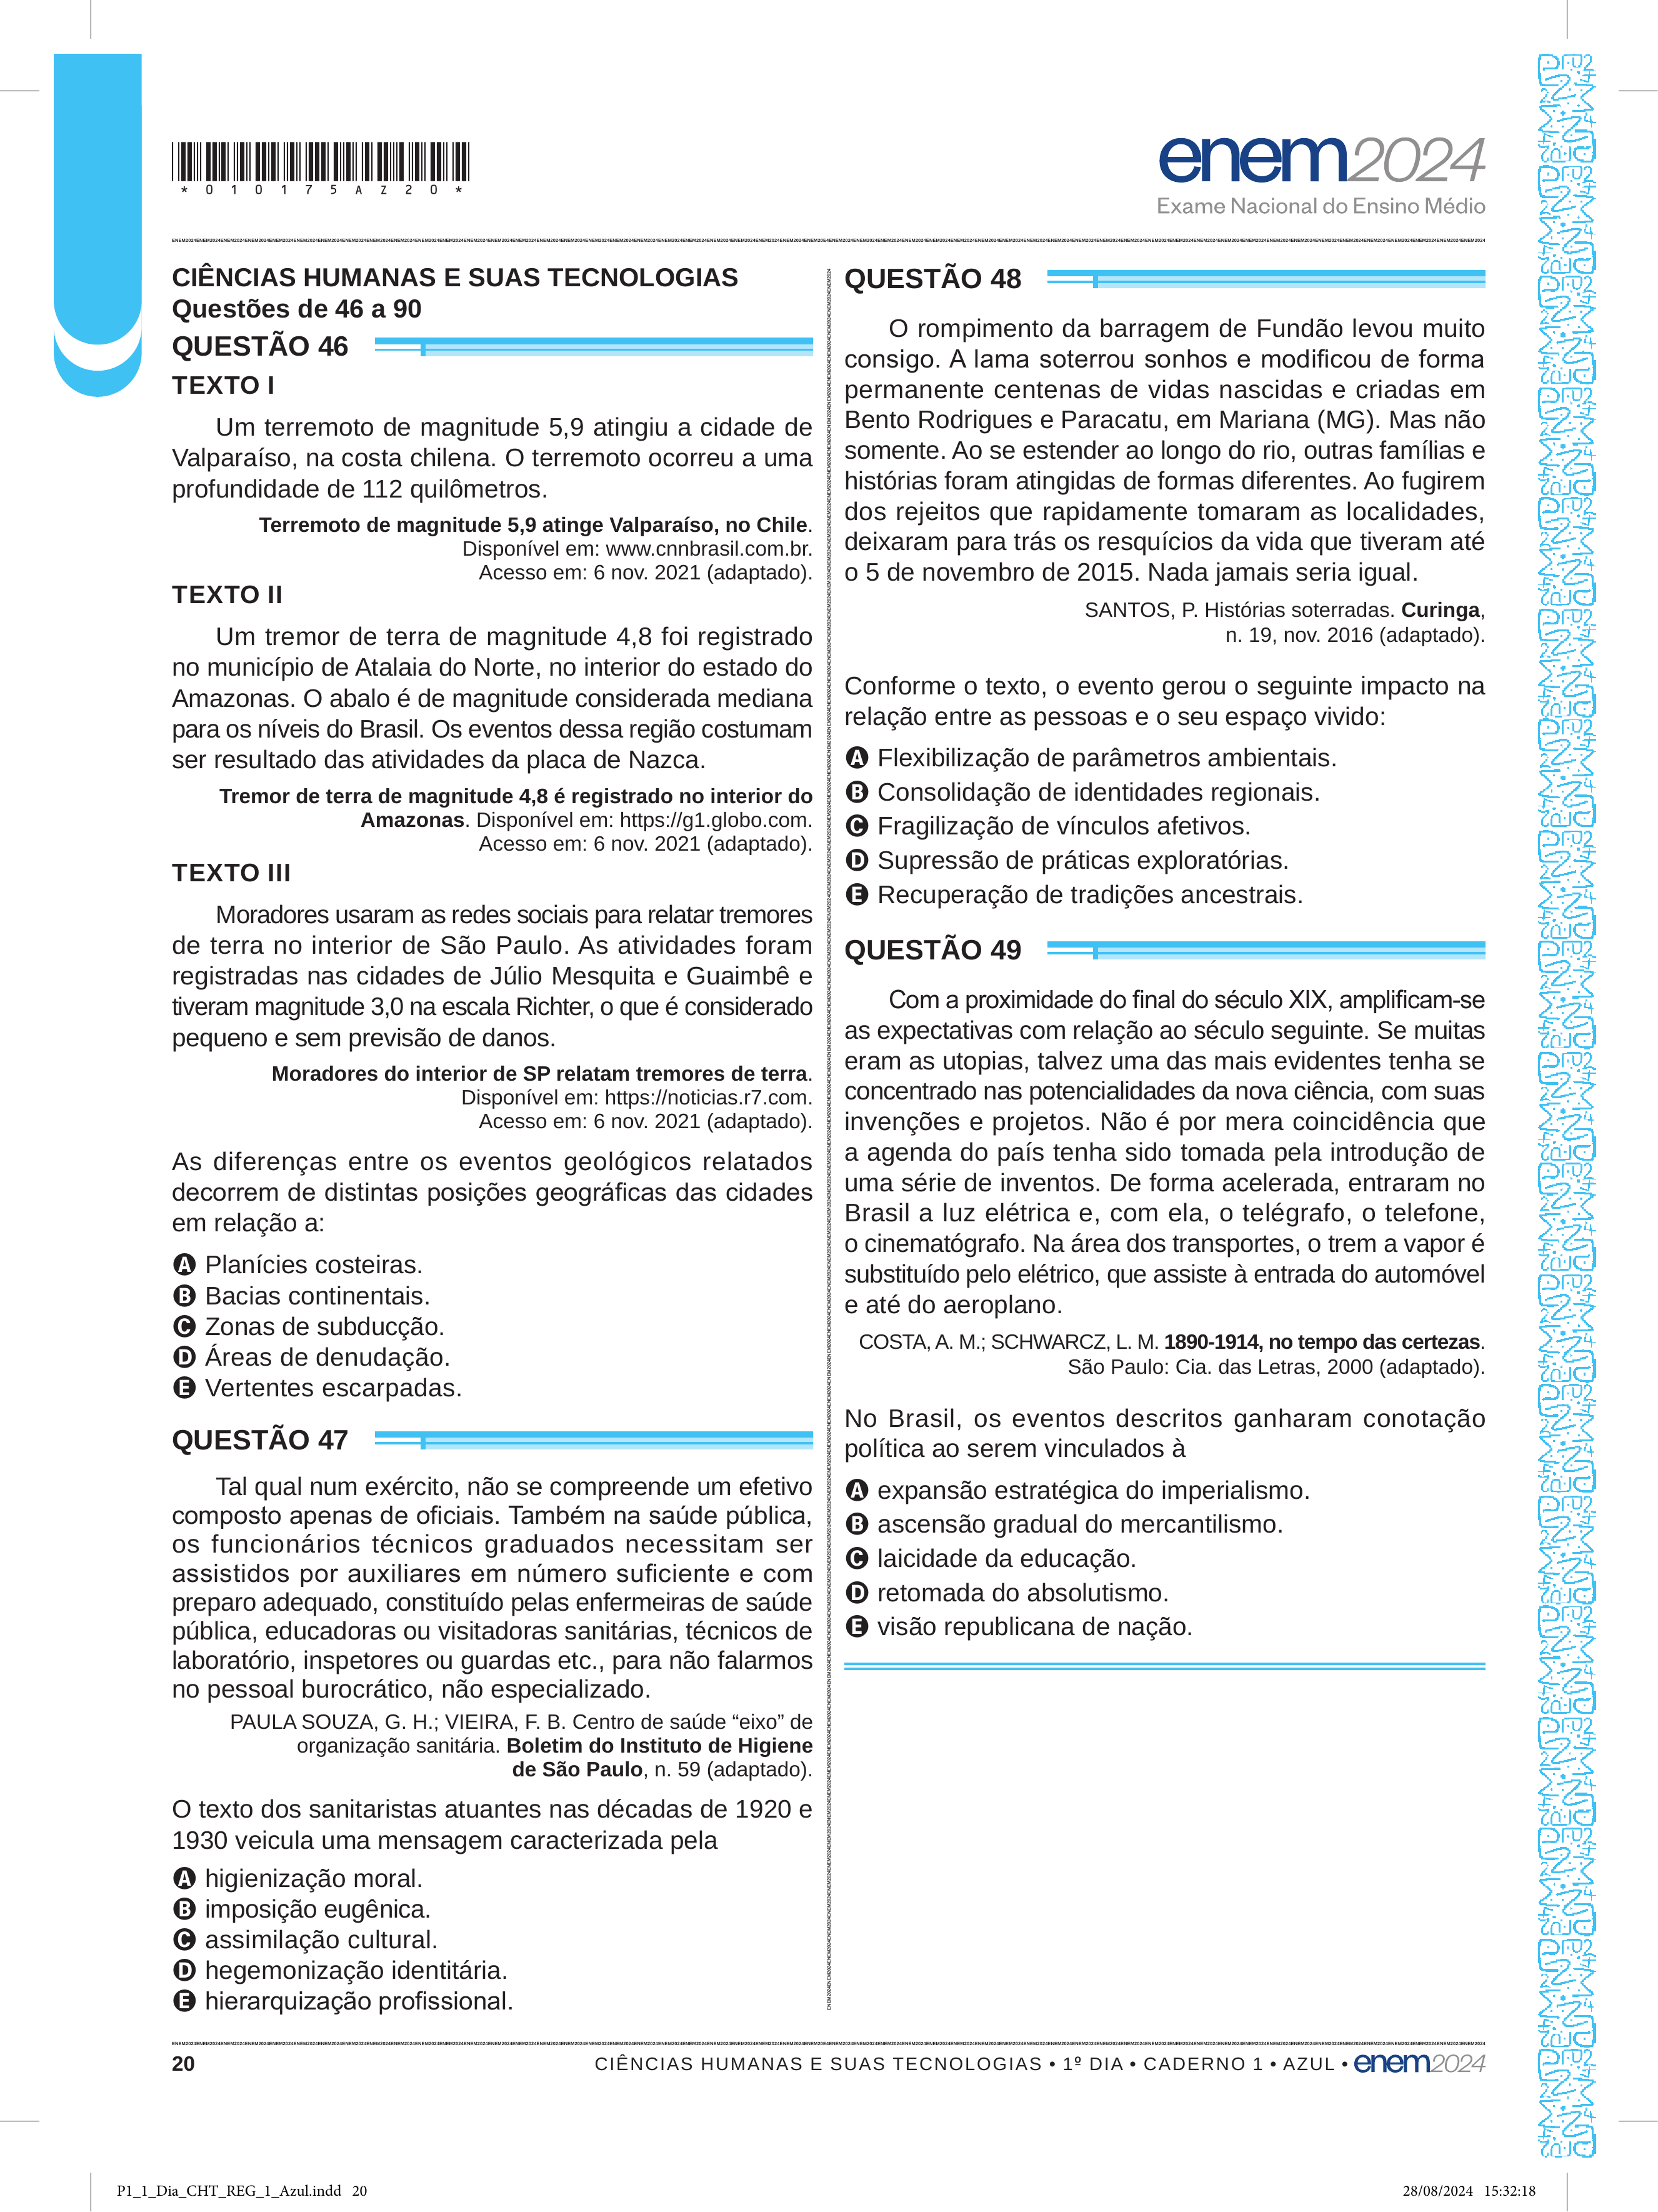 *010175AZ20*
enem2024
Exame Nacional do Ensino Médio
CIÊNCIAS HUMANAS E SUAS TECNOLOGIAS
Questões de 46 a 90
QUESTÃO 46
TEXTO I
Um terremoto de magnitude 5,9 atingiu a cidade de
Valparaíso, na costa chilena. O terremoto ocorreu a uma
profundidade de 112 quilômetros.
Terremoto de magnitude 5,9 atinge Valparaíso, no Chile.
Disponível em: www.cnnbrasil.com.br.
Acesso em: 6 nov. 2021 (adaptado).
TEXTO II
Um tremor de terra de magnitude 4,8 foi registrado
no município de Atalaia do Norte, no interior do estado do
Amazonas. O abalo é de magnitude considerada mediana
para os níveis do Brasil. Os eventos dessa região costumam
ser resultado das atividades da placa de Nazca.
Tremor de terra de magnitude 4,8 é registrado no interior do
Amazonas. Disponível em: https://g1.globo.com.
Acesso em: 6 nov. 2021 (adaptado).
TEXTO III
Moradores usaram as redes sociais para relatar tremores
de terra no interior de São Paulo. As atividades foram
registradas nas cidades de Júlio Mesquita e Guaimbê e
tiveram magnitude 3,0 na escala Richter, o que é considerado
pequeno e sem previsão de danos.
Moradores do interior de SP relatam tremores de terra.
Disponível em: https://noticias.r7.com.
Acesso em: 6 nov. 2021 (adaptado).
As diferenças entre os eventos geológicos relatados
decorrem de distintas posições geográficas das cidades
em relação a:
A Planícies costeiras.
B Bacias continentais.
C Zonas de subducção.
D Áreas de denudação.
E Vertentes escarpadas.
QUESTÃO 47
Tal qual num exército, não se compreende um efetivo
composto apenas de oficiais. Também na saúde pública,
os funcionários técnicos graduados necessitam ser
assistidos por auxiliares em número suficiente e com
preparo adequado, constituído pelas enfermeiras de saúde
pública, educadoras ou visitadoras sanitárias, técnicos de
laboratório, inspetores ou guardas etc., para não falarmos
no pessoal burocrático, não especializado.
PAULA SOUZA, G. H.; VIEIRA, F. B. Centro de saúde “eixo” de
organização sanitária. Boletim do Instituto de Higiene
de São Paulo, n. 59 (adaptado).
O texto dos sanitaristas atuantes nas décadas de 1920 e
1930 veicula uma mensagem caracterizada pela
A higienização moral.
B imposição eugênica.
C assimilação cultural.
D hegemonização identitária.
E hierarquização profissional.
QUESTÃO 48
O rompimento da barragem de Fundão levou muito
consigo. A lama soterrou sonhos e modificou de forma
permanente centenas de vidas nascidas e criadas em
Bento Rodrigues e Paracatu, em Mariana (MG). Mas não
somente. Ao se estender ao longo do rio, outras famílias e
histórias foram atingidas de formas diferentes. Ao fugirem
dos rejeitos que rapidamente tomaram as localidades,
deixaram para trás os resquícios da vida que tiveram até
o 5 de novembro de 2015. Nada jamais seria igual.
SANTOS, P. Histórias soterradas. Curinga,
n. 19, nov. 2016 (adaptado).
Conforme o texto, o evento gerou o seguinte impacto na
relação entre as pessoas e o seu espaço vivido:
A Flexibilização de parâmetros ambientais.
B Consolidação de identidades regionais.
C Fragilização de vínculos afetivos.
D Supressão de práticas exploratórias.
E Recuperação de tradições ancestrais.
QUESTÃO 49
Com a proximidade do final do século XIX, amplificam-se
as expectativas com relação ao século seguinte. Se muitas
eram as utopias, talvez uma das mais evidentes tenha se
concentrado nas potencialidades da nova ciência, com suas
invenções e projetos. Não é por mera coincidência que
a agenda do país tenha sido tomada pela introdução de
uma série de inventos. De forma acelerada, entraram no
Brasil a luz elétrica e, com ela, o telégrafo, o telefone,
o cinematógrafo. Na área dos transportes, o trem a vapor é
substituído pelo elétrico, que assiste à entrada do automóvel
e até do aeroplano.
COSTA, A. M.; SCHWARCZ, L. M. 1890-1914, no tempo das certezas.
São Paulo: Cia. das Letras, 2000 (adaptado).
No Brasil, os eventos descritos ganharam conotação
política ao serem vinculados à
A expansão estratégica do imperialismo.
B ascensão gradual do mercantilismo.
C laicidade da educação.
D retomada do absolutismo.
E visão republicana de nação.
20
CIÊNCIAS HUMANAS E SUAS TECNOLOGIAS • 1º DIA • CADERNO 1 • AZUL • enem2024
P1_1_Dia_CHT_REG_1_Azul.indd 20
28/08/2024 15:32:18